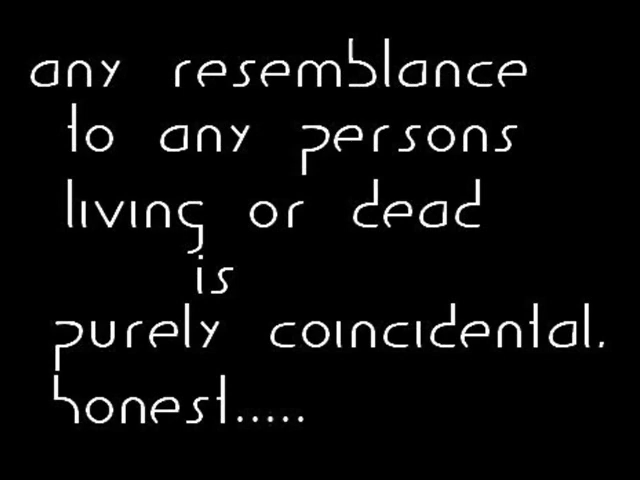 any resemblance
to any persons
living or dead
is
purely coincidental.
honest.....